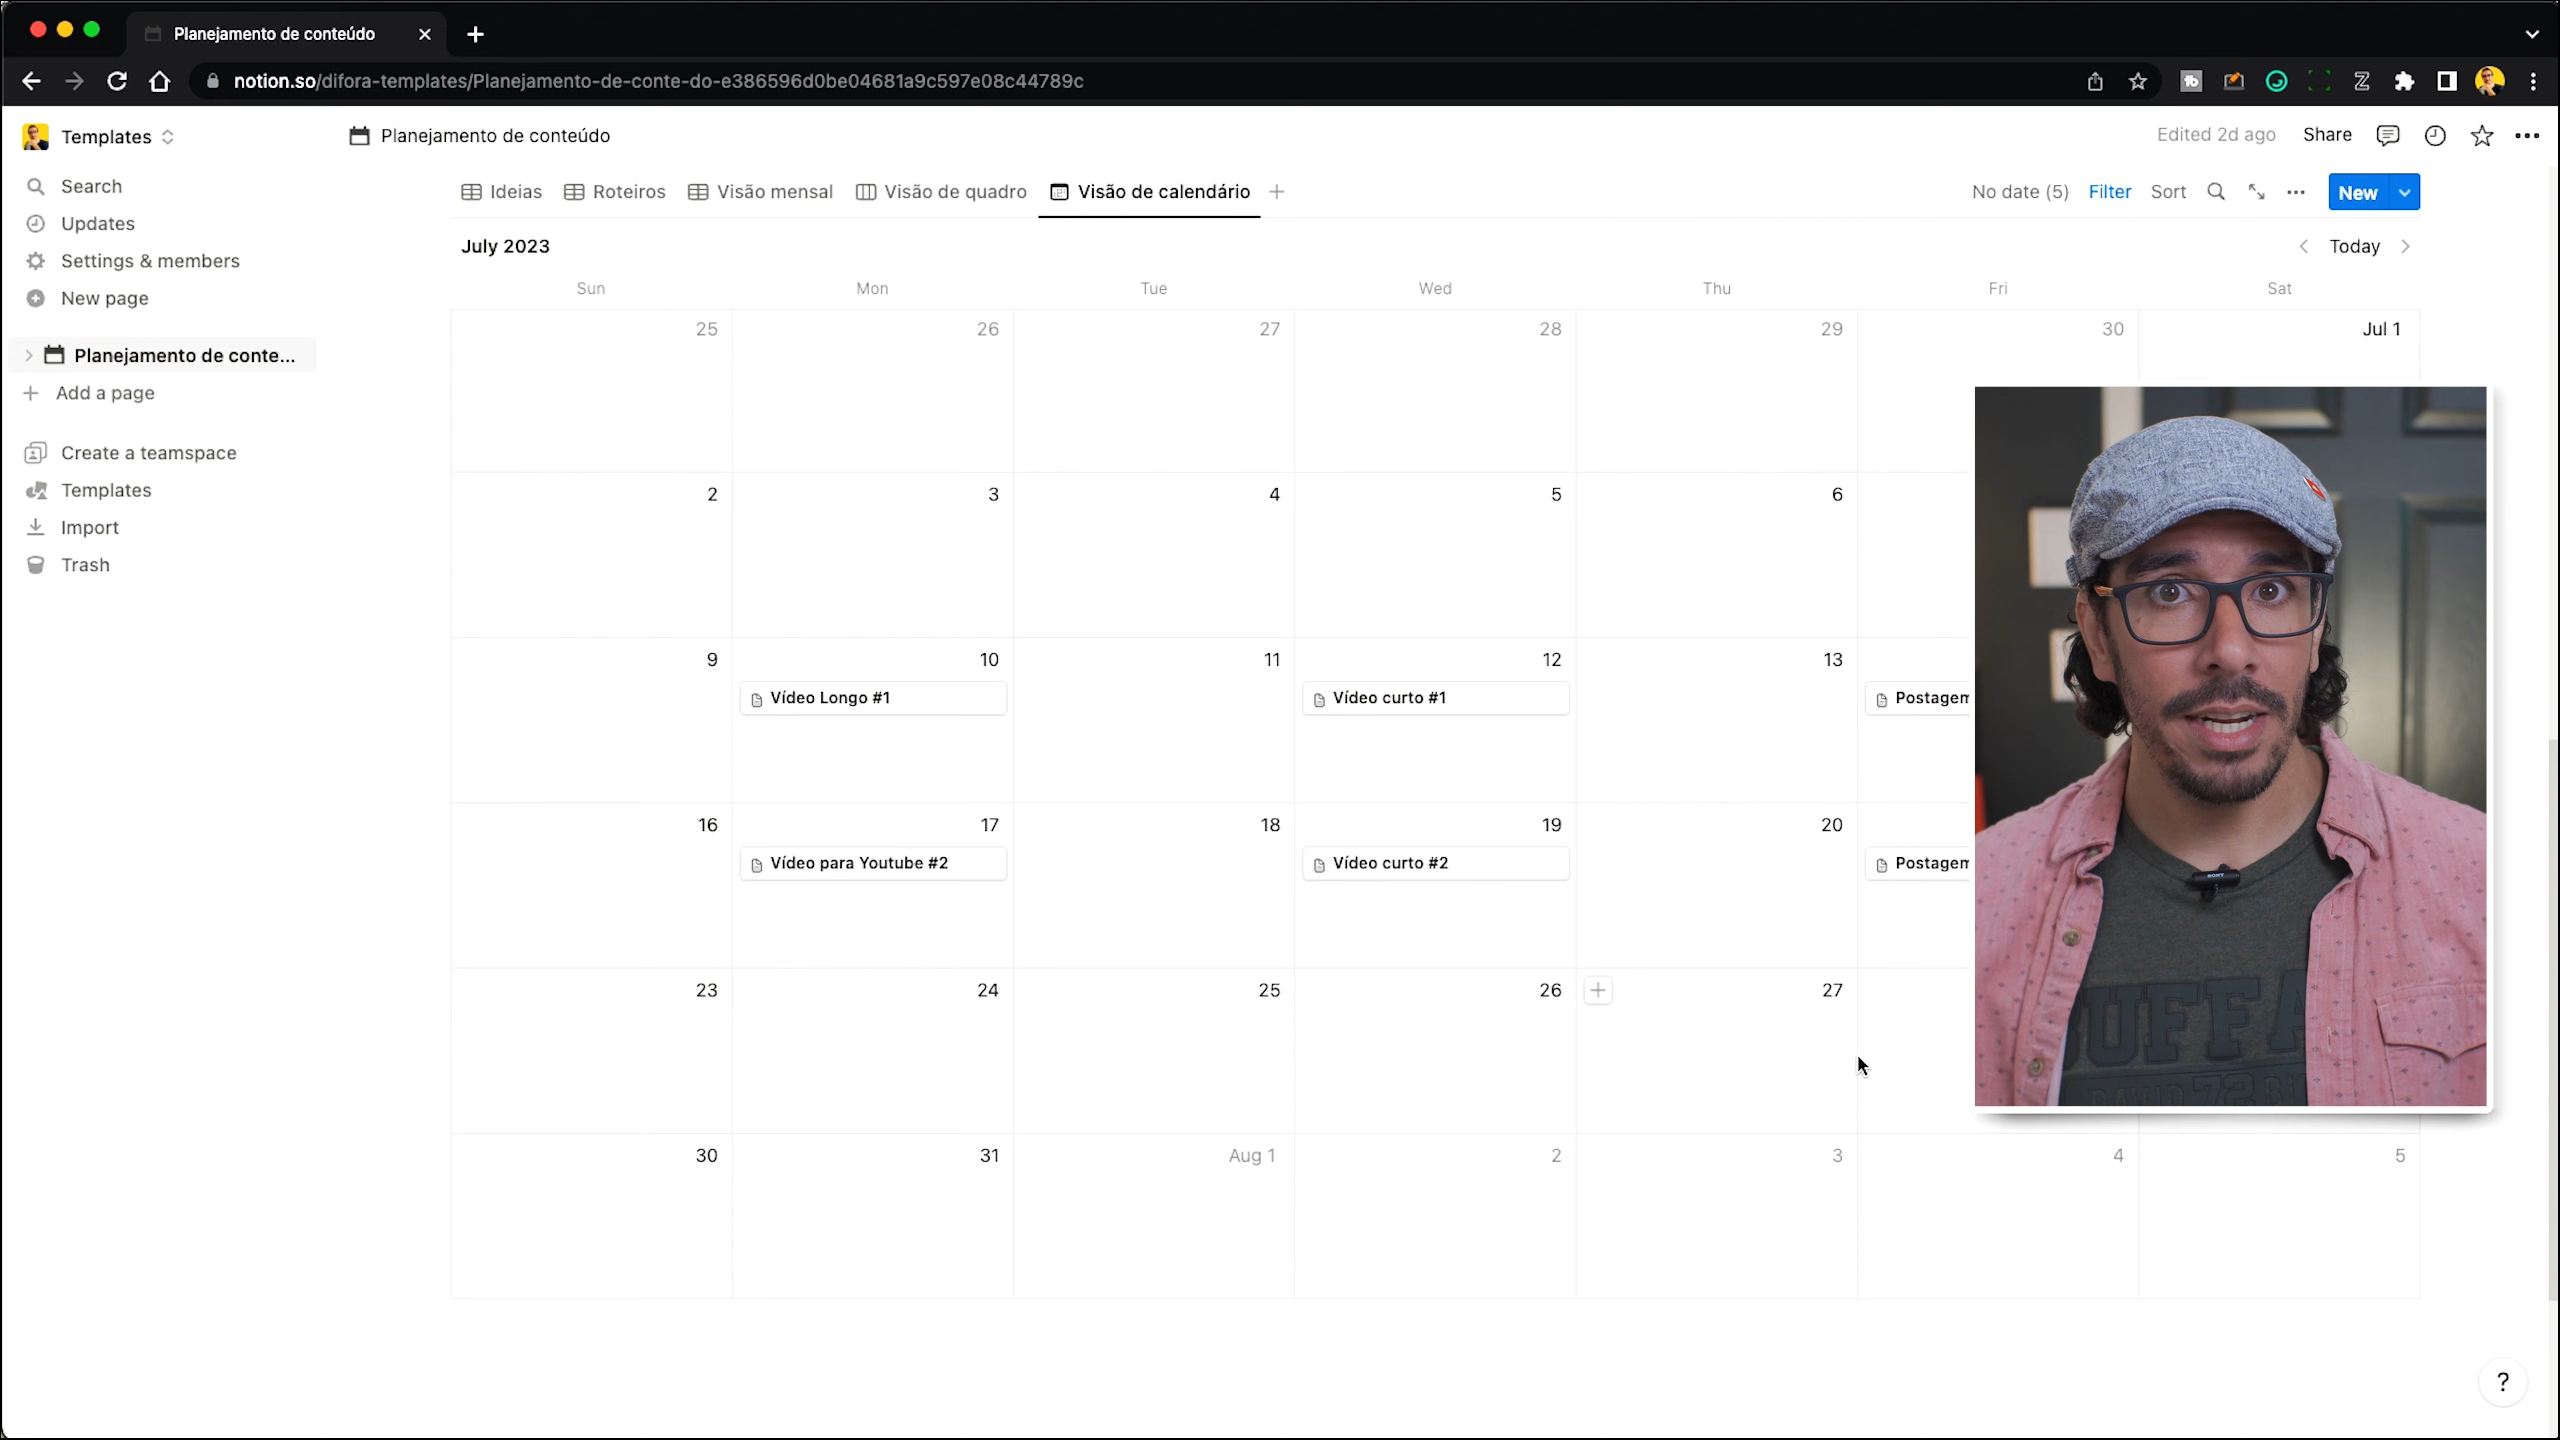 Planejamento de conteúdo
notion.so/difora-templates/Planejamento-de-conte-do-e386596d0be04681a9c597e08c44789c
Templates
Planejamento de conteúdo
Edited 2d ago
Share
Search
Updates
Settings & members
New page
Planejamento de conte...
Add a page
Create a teamspace
Templates
Import
Trash
Ideias
Roteiros
Visão mensal
Visão de quadro
Visão de calendário
No date (5)
Filter
Sort
New
July 2023
Today
Sun Mon Tue Wed Thu Fri Sat
25 26 27 28 29 30 Jul 1
2 3 4 5 6
9 10 11 12 13
Vídeo Longo #1
Vídeo curto #1
Postagem
16 17 18 19 20
Vídeo para Youtube #2
Vídeo curto #2
Postagem
23 24 25 26 27
30 31 Aug 1 2 3 4 5
SONY
?